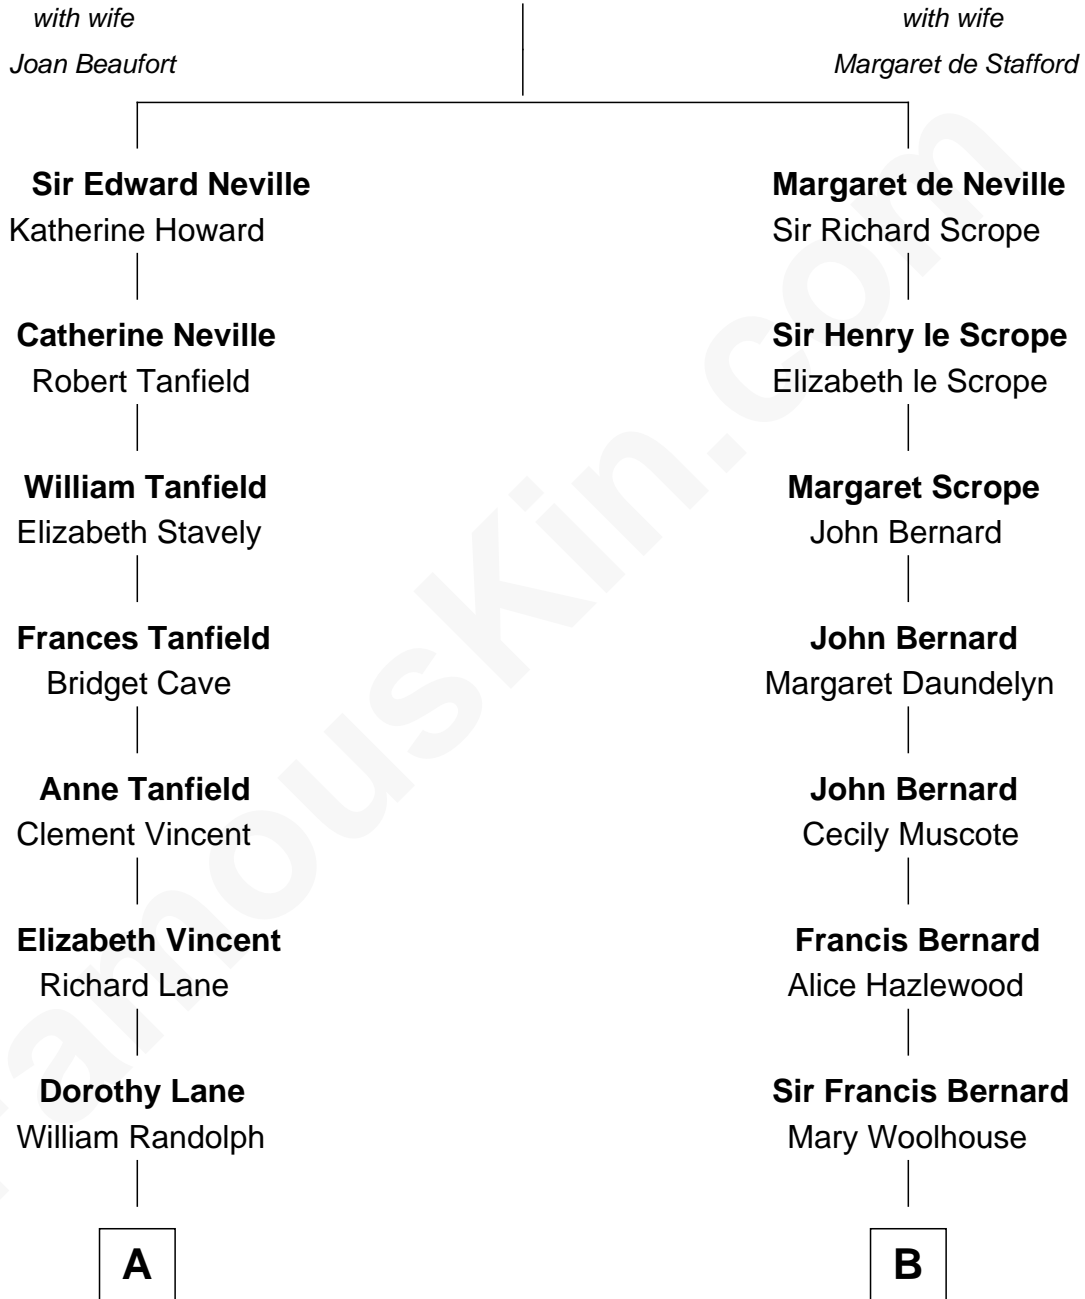 with wife
Joan Beaufort
with wife
Margaret de Stafford
Sir Edward Neville
Katherine Howard
Margaret de Neville
Sir Richard Scrope
Catherine Neville
Robert Tanfield
Sir Henry le Scrope
Elizabeth le Scrope
William Tanfield
Elizabeth Stavely
Margaret Scrope
John Bernard
Frances Tanfield
Bridget Cave
John Bernard
Margaret Daundelyn
Anne Tanfield
Clement Vincent
John Bernard
Cecily Muscote
Elizabeth Vincent
Richard Lane
Francis Bernard
Alice Hazlewood
Dorothy Lane
William Randolph
Sir Francis Bernard
Mary Woolhouse
A
B
FamousKin.com